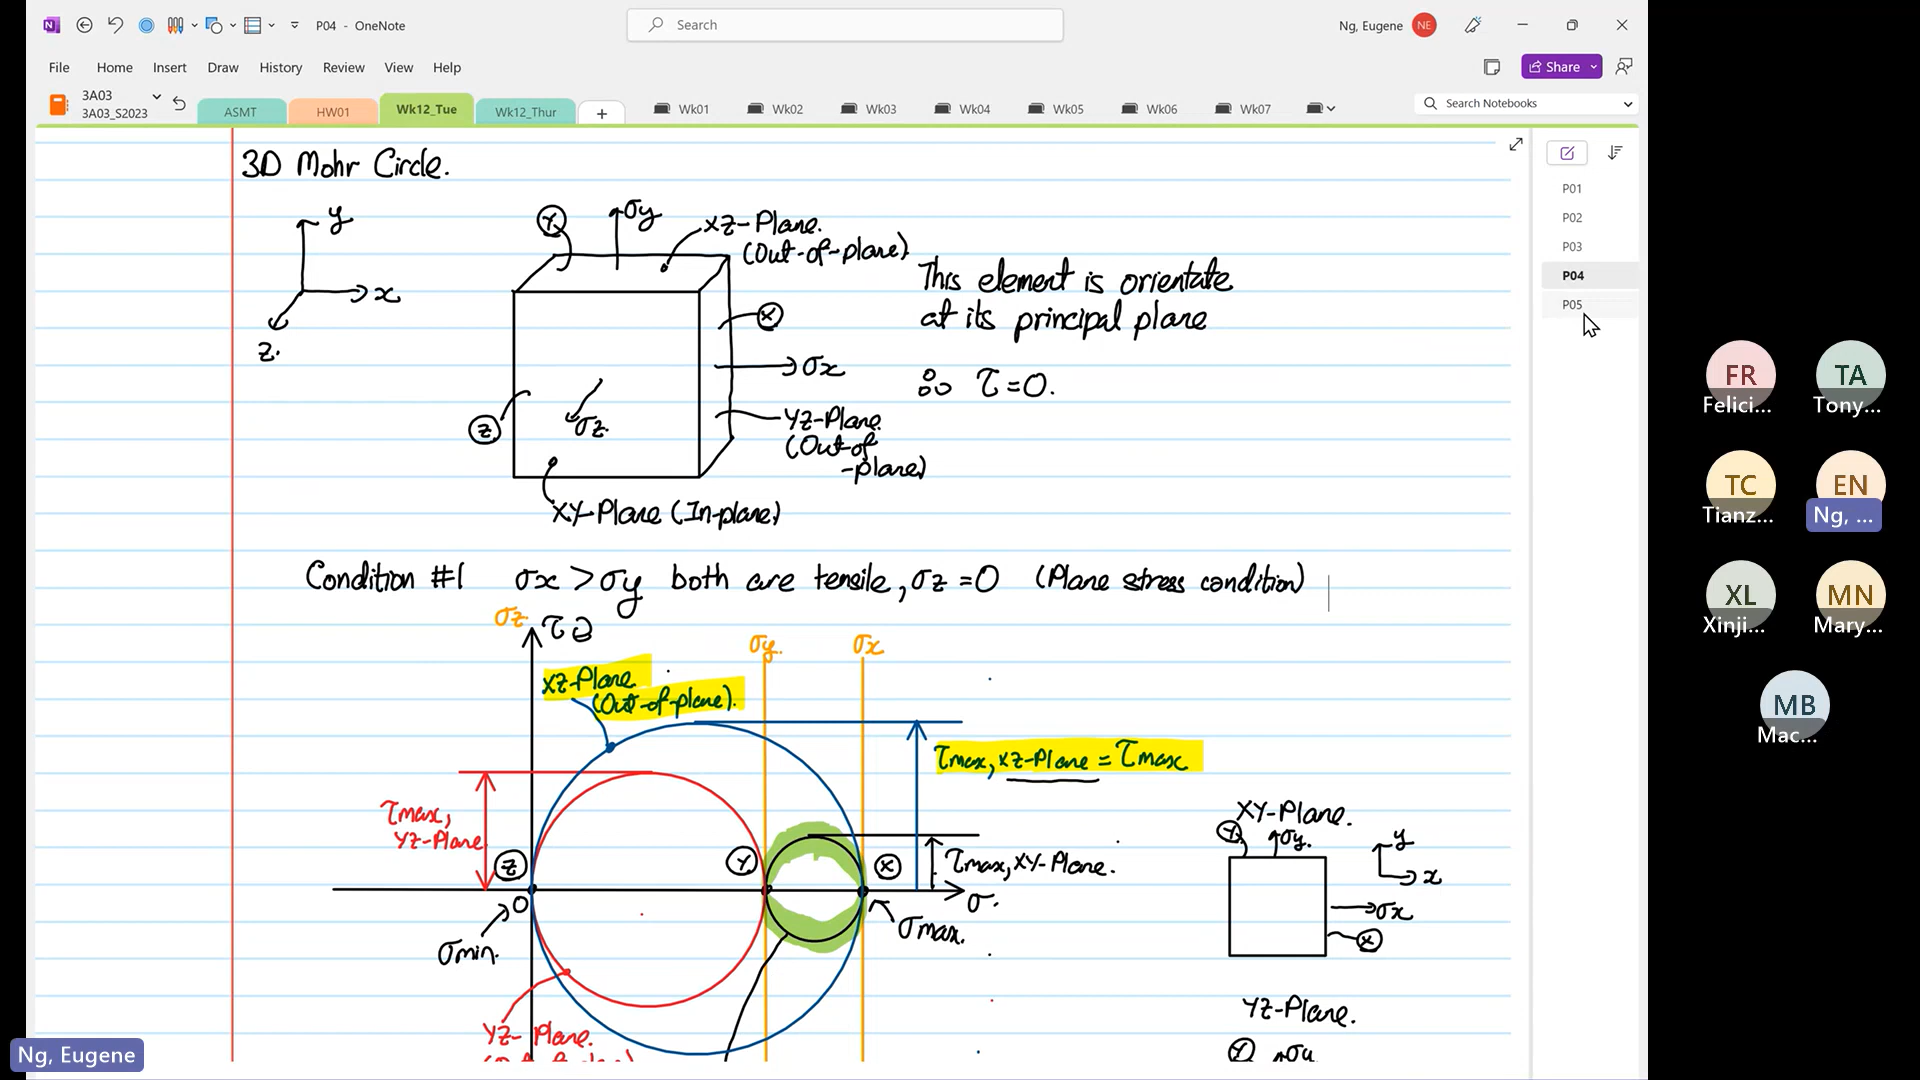 P04 - OneNote
Search
Ng, Eugene
NE
File
Home
Insert
Draw
History
Review
View
Help
Share
3A03
3A03_S2023
ASMT
HW01
Wk12_Tue
Wk12_Thur
+
Wk01
Wk02
Wk03
Wk04
Wk05
Wk06
Wk07
Search Notebooks
P01
P02
P03
P04
P05
3D Mohr Circle.
y
x
z.
Y
σy
XZ-Plane.
(Out-of-plane)
X
σx
YZ-Plane
(Out-of
-plane)
Z
σz.
XY-Plane (In-plane)
This element is orientate
at its principal plane
∴ τ=0.
Condition #1 σx > σy both are tensile, σz = 0 (Plane stress condition)
σz
σy.
σx
XZ-Plane
(Out-of-plane).
τmax, XZ-Plane = τmax
τmax,
YZ-Plane
Z
Y
X
τmax, XY-Plane.
O
σ.
σmin.
σmax.
YZ-Plane.
XY-Plane.
Y
σy.
y
x
σx
X
YZ-Plane.
Y
σy
FR
Felici...
TA
Tony...
TC
Tianz...
EN
Ng, ...
XL
Xinji...
MN
Mary...
MB
Mac...
Ng, Eugene